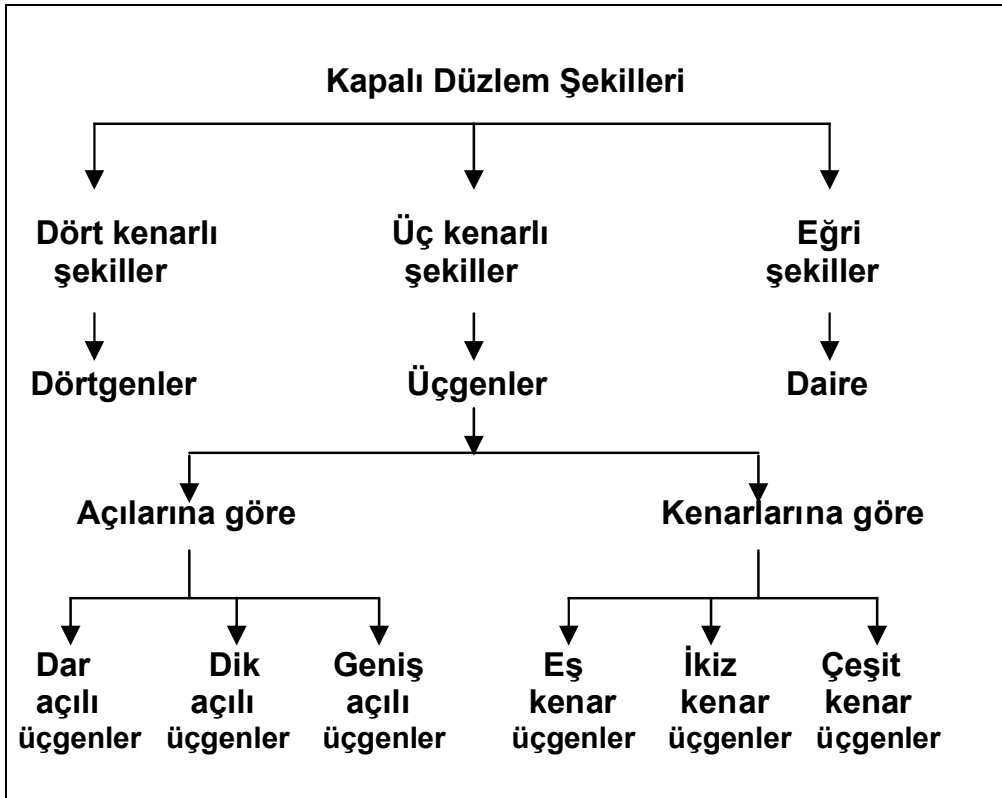 Kapalı Düzlem Şekilleri
Dört kenarlı
şekiller
Üç kenarlı
şekiller
Eğri
şekiller
Dörtgenler
Üçgenler
Daire
Açılarına göre
Kenarlarına göre
Dar
açılı
üçgenler
Dik
açılı
üçgenler
Geniş
açılı
üçgenler
Eş
kenar
üçgenler
İkiz
kenar
üçgenler
Çeşit
kenar
üçgenler